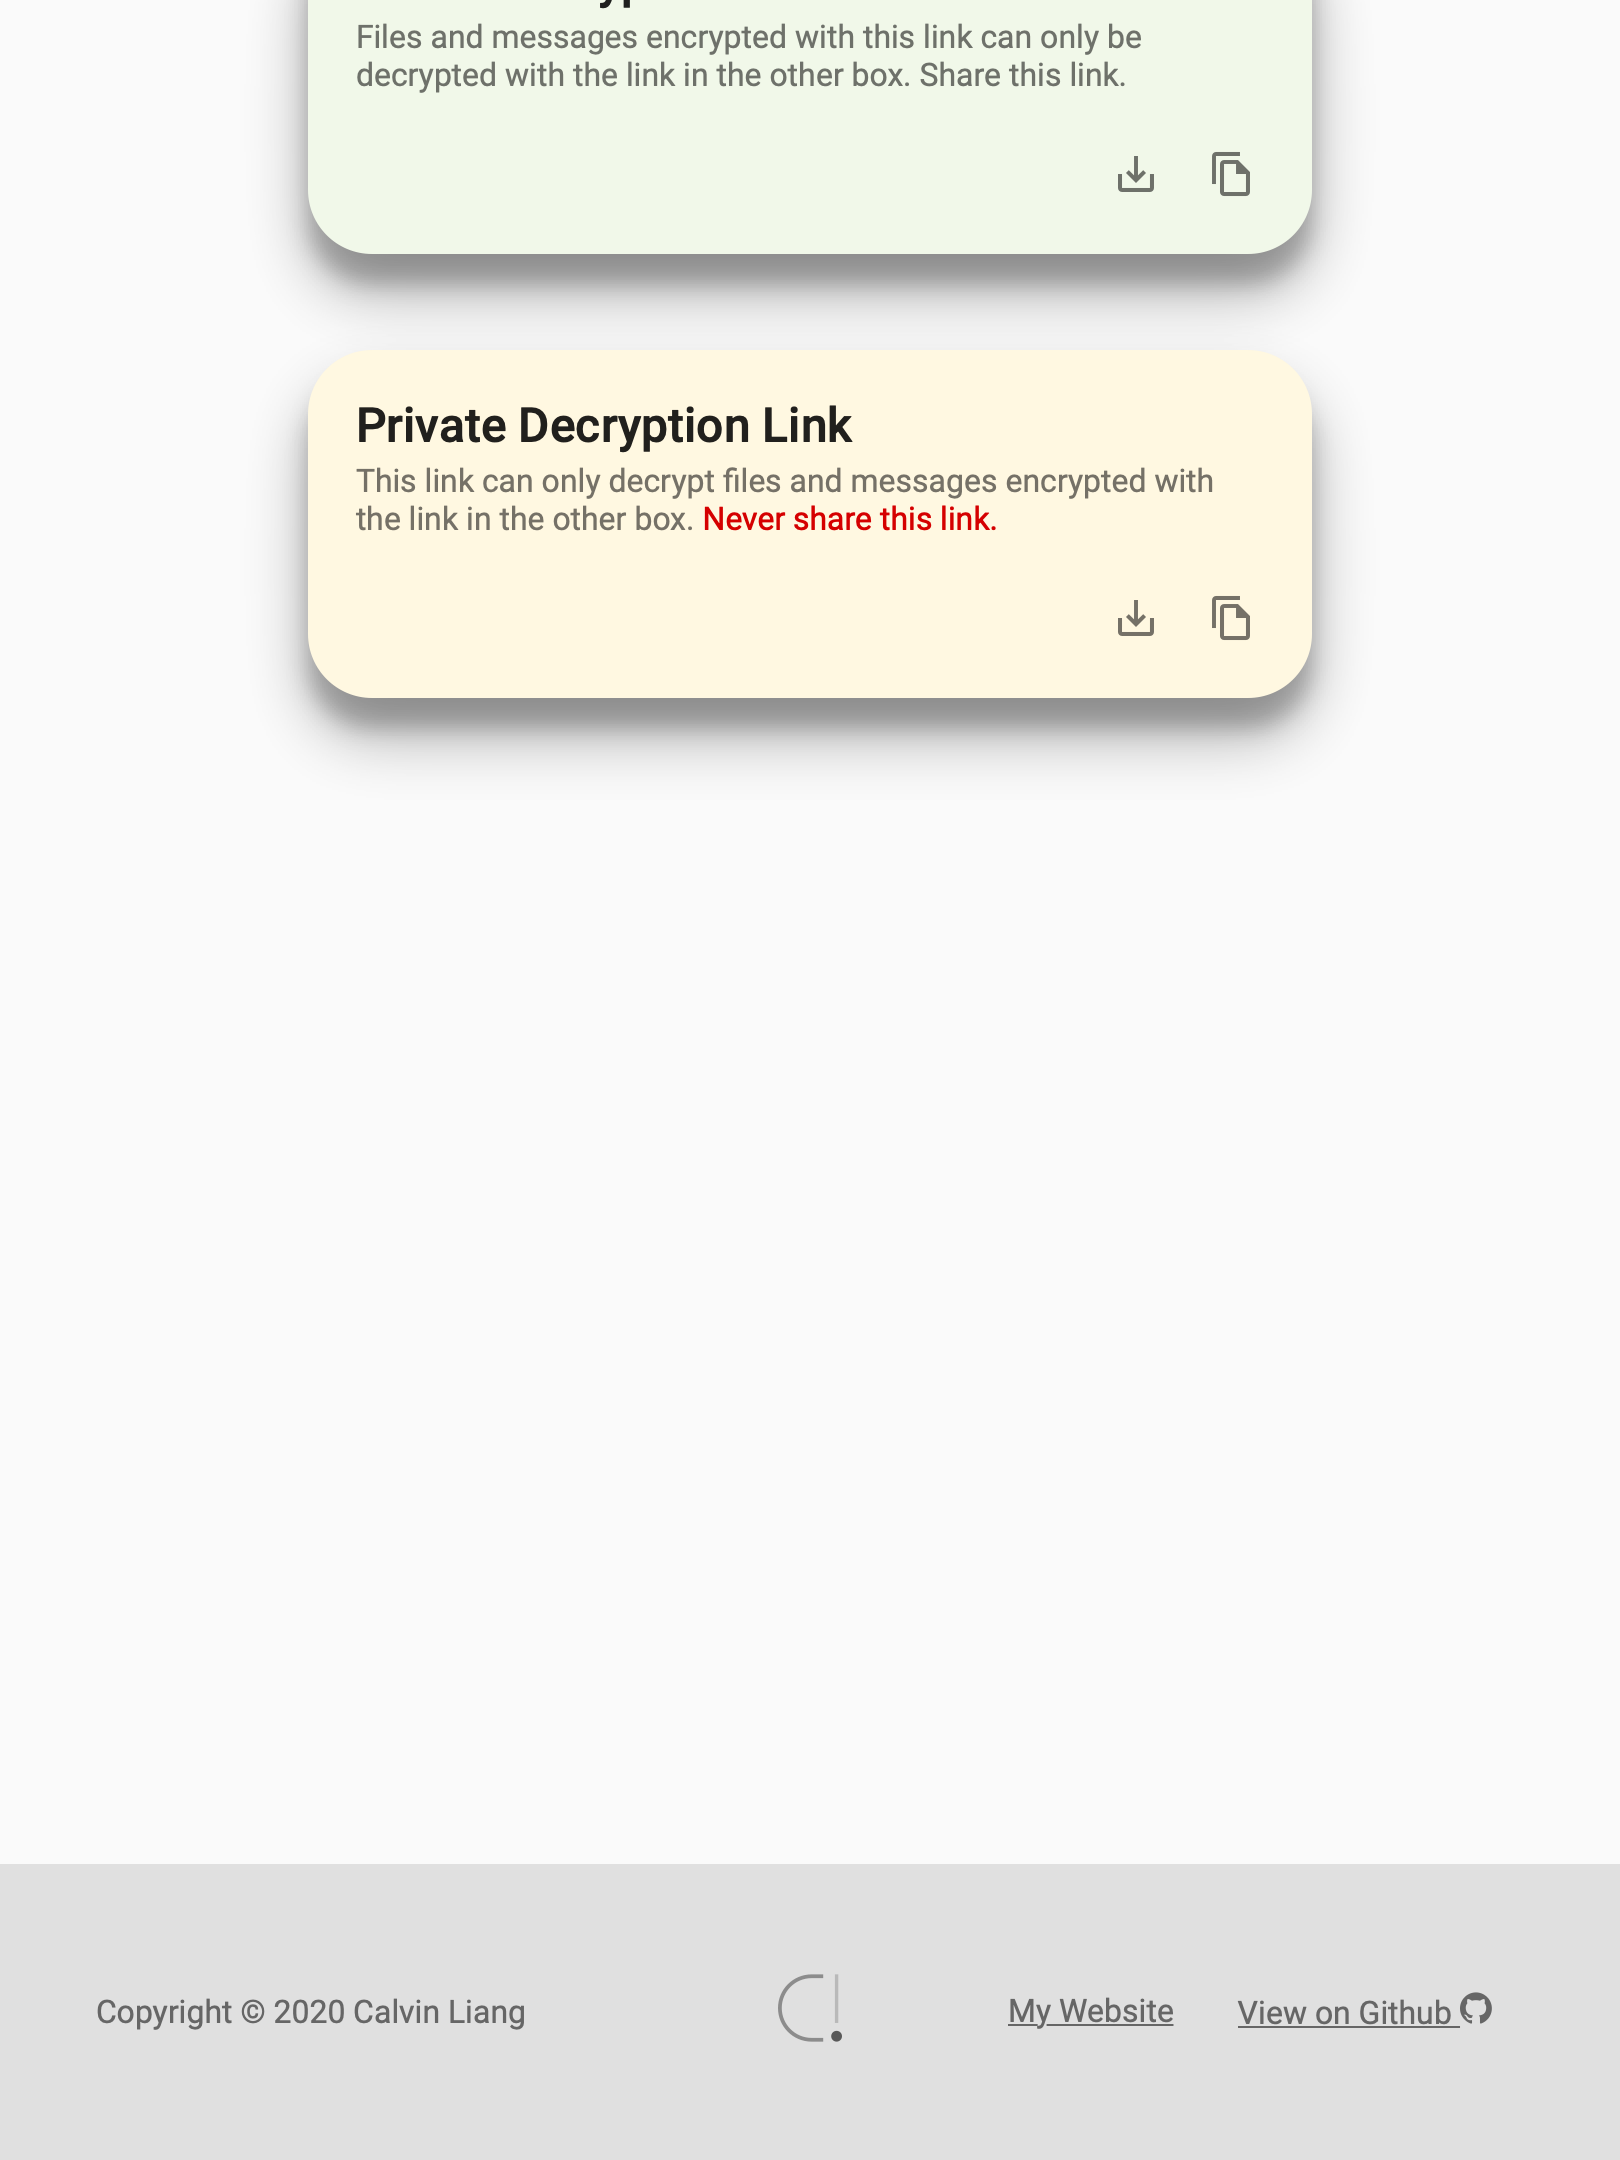 Files and messages encrypted with this link can only be
decrypted with the link in the other box. Share this link.
Private Decryption Link
This link can only decrypt files and messages encrypted with
the link in the other box. Never share this link.
Copyright © 2020 Calvin Liang
C!
My Website
View on Github